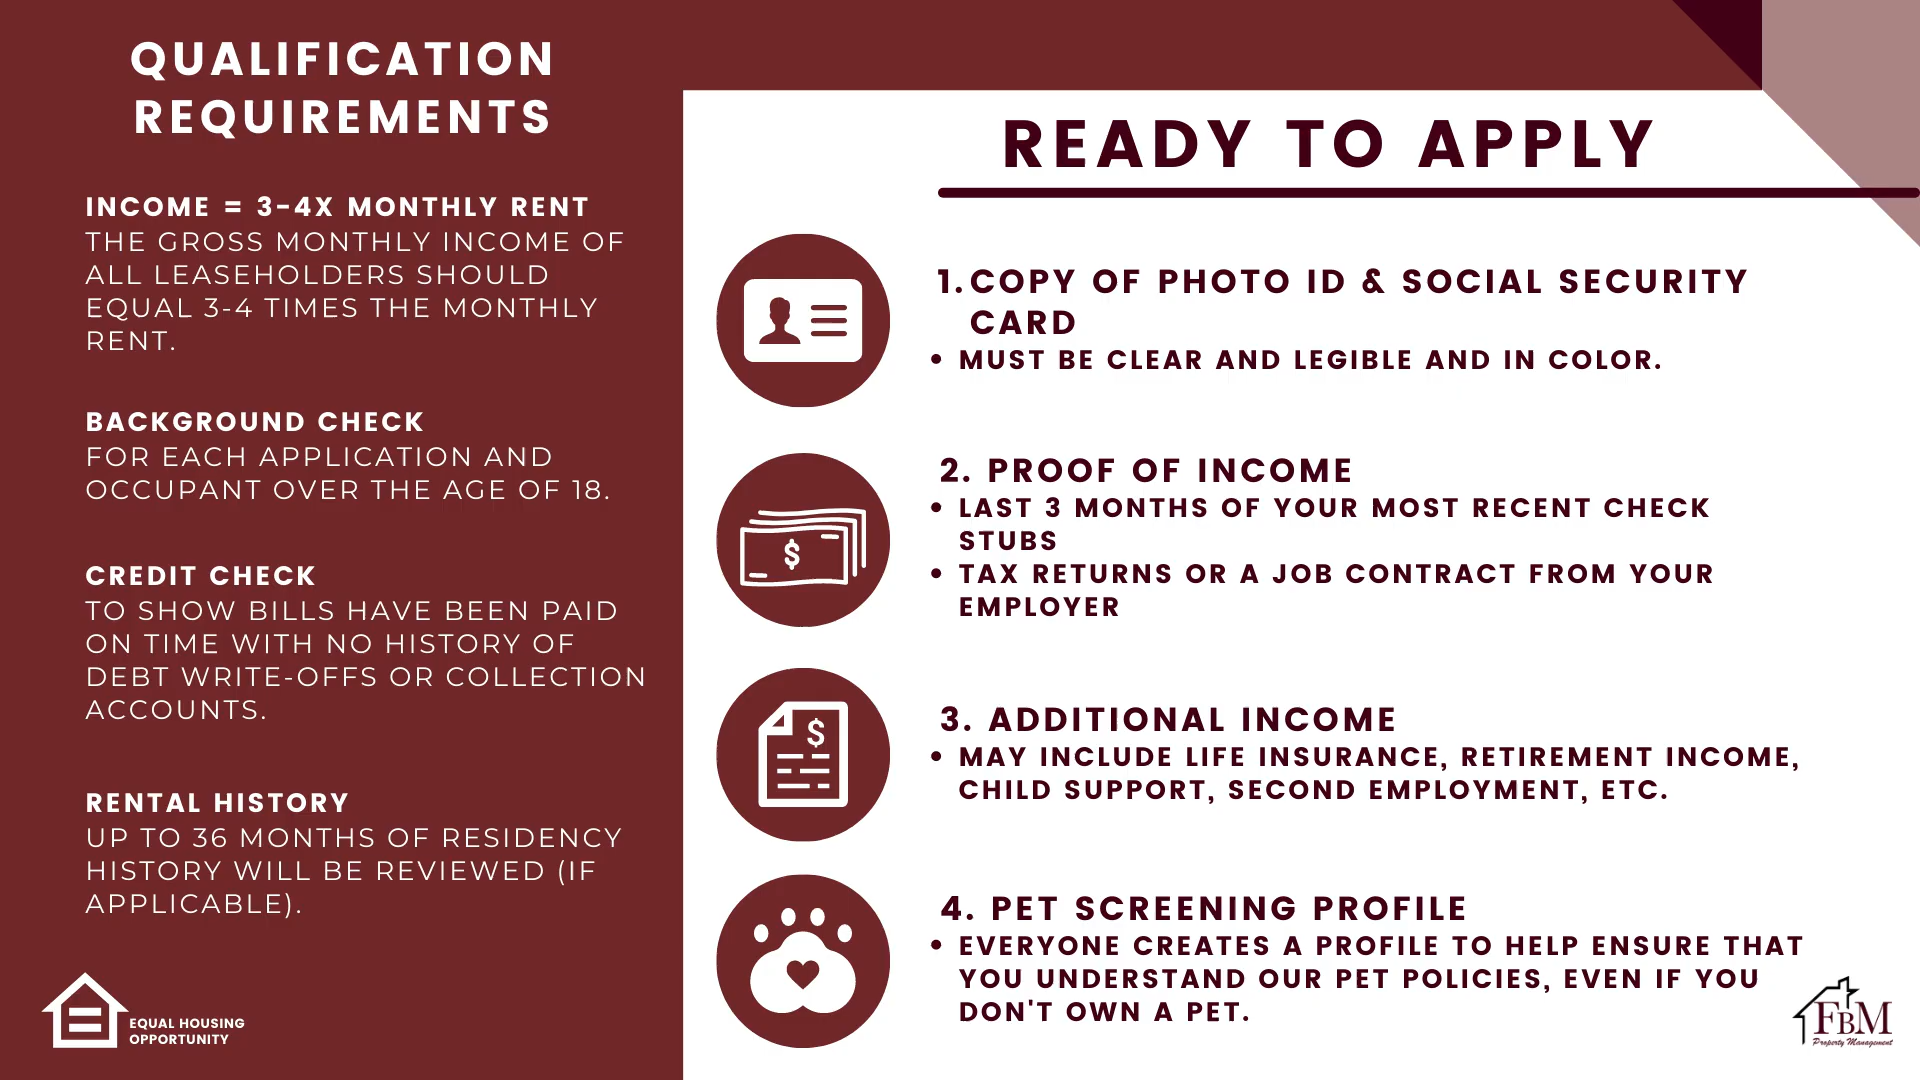 QUALIFICATION
REQUIREMENTS
INCOME = 3-4X MONTHLY RENT
THE GROSS MONTHLY INCOME OF
ALL LEASEHOLDERS SHOULD
EQUAL 3-4 TIMES THE MONTHLY
RENT.
BACKGROUND CHECK
FOR EACH APPLICATION AND
OCCUPANT OVER THE AGE OF 18.
CREDIT CHECK
TO SHOW BILLS HAVE BEEN PAID
ON TIME WITH NO HISTORY OF
DEBT WRITE-OFFS OR COLLECTION
ACCOUNTS.
RENTAL HISTORY
UP TO 36 MONTHS OF RESIDENCY
HISTORY WILL BE REVIEWED (IF
APPLICABLE).
EQUAL HOUSING
OPPORTUNITY
READY TO APPLY
1. COPY OF PHOTO ID & SOCIAL SECURITY
CARD
• MUST BE CLEAR AND LEGIBLE AND IN COLOR.
$
2. PROOF OF INCOME
• LAST 3 MONTHS OF YOUR MOST RECENT CHECK
STUBS
• TAX RETURNS OR A JOB CONTRACT FROM YOUR
EMPLOYER
$
3. ADDITIONAL INCOME
• MAY INCLUDE LIFE INSURANCE, RETIREMENT INCOME,
CHILD SUPPORT, SECOND EMPLOYMENT, ETC.
4. PET SCREENING PROFILE
• EVERYONE CREATES A PROFILE TO HELP ENSURE THAT
YOU UNDERSTAND OUR PET POLICIES, EVEN IF YOU
DON'T OWN A PET.
FBM
Property Management